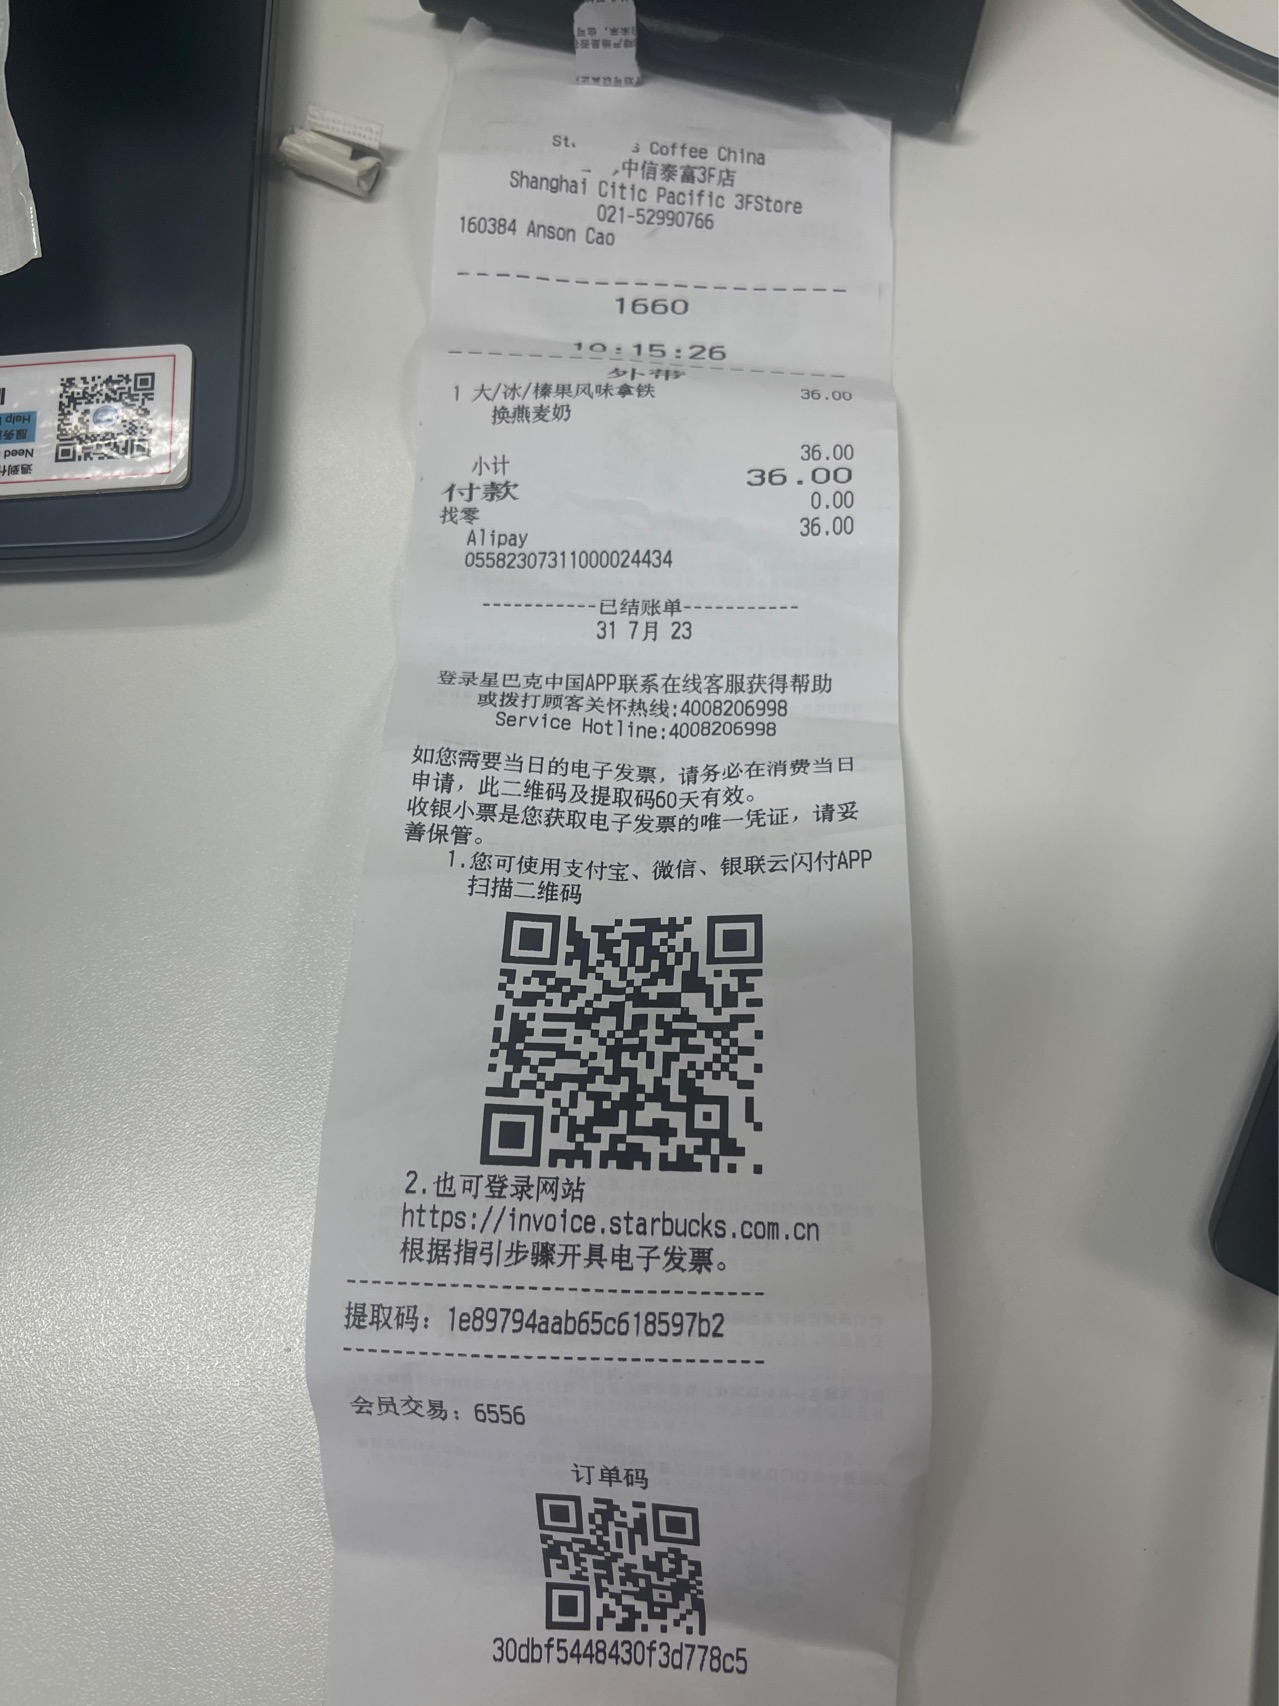 Coffee China
中信泰富3F店
Shanghai Citic Pacific 3FStore
021-52990766
160384 Anson Cao
1660
10:15:26
外带
1 大/冰/榛果风味拿铁 36.00
换燕麦奶
小计 36.00
付款 36.00
找零 0.00
Alipay 36.00
05582307311000024434
-----------已结账单-----------
31 7月 23
登录星巴克中国APP联系在线客服获得帮助
或拨打顾客关怀热线:4008206998
Service Hotline:4008206998
如您需要当日的电子发票，请务必在消费当日
申请，此二维码及提取码60天有效。
收银小票是您获取电子发票的唯一凭证，请妥
善保管。
1.您可使用支付宝、微信、银联云闪付APP
扫描二维码
2.也可登录网站
https://invoice.starbucks.com.cn
根据指引步骤开具电子发票。
提取码：1e89794aab65c618597b2
会员交易：6556
订单码
30dbf5448430f3d778c5